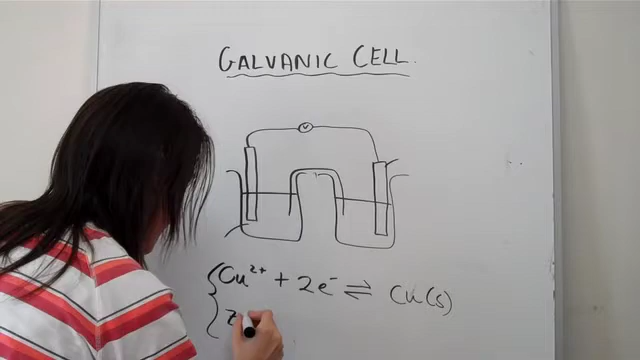 GALVANIC CELL.
V
Cu²⁺ + 2e⁻ ⇌ Cu(s)
z